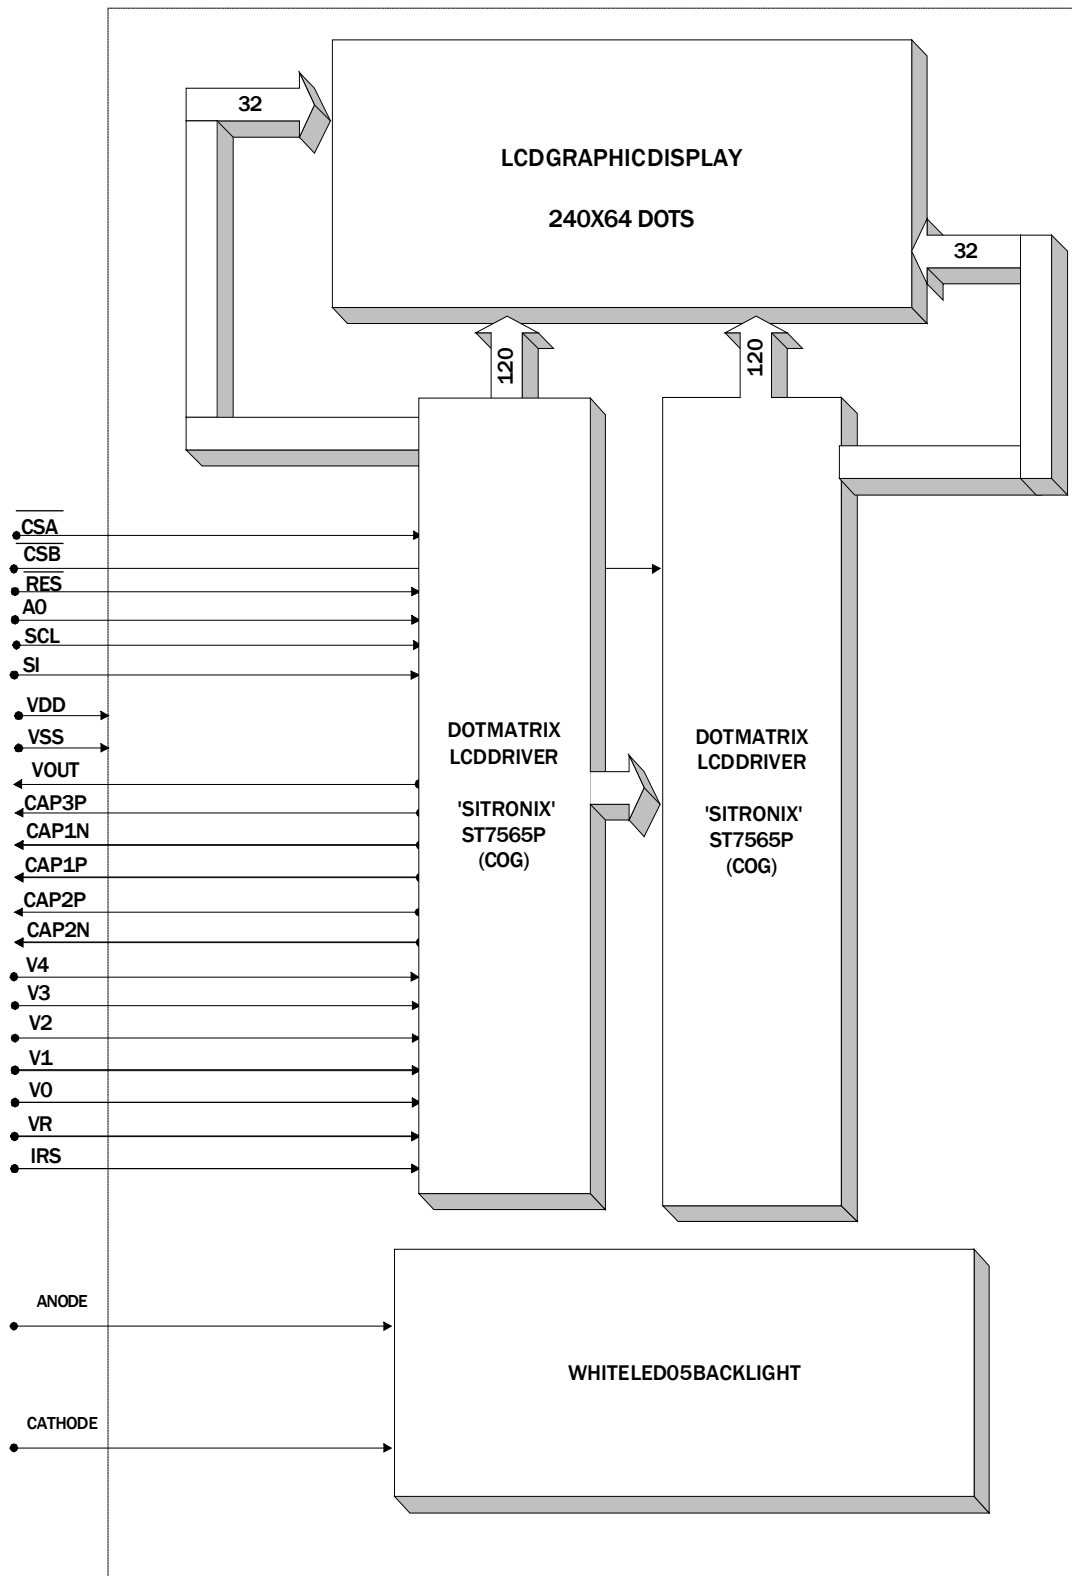 32
LCDGRAPHICDISPLAY
240X64 DOTS
32
120
120
CSA
CSB
RES
A0
SCL
SI
VDD
VSS
VOUT
CAP3P
CAP1N
CAP1P
CAP2P
CAP2N
V4
V3
V2
V1
V0
VR
IRS
DOTMATRIX
LCDDRIVER
'SITRONIX'
ST7565P
(COG)
DOTMATRIX
LCDDRIVER
'SITRONIX'
ST7565P
(COG)
ANODE
CATHODE
WHITELED05BACKLIGHT